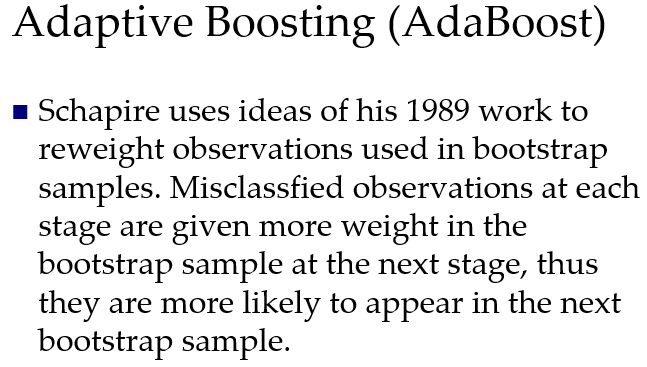 Adaptive Boosting (AdaBoost)
Schapire uses ideas of his 1989 work to
reweight observations used in bootstrap
samples. Misclassfied observations at each
stage are given more weight in the
bootstrap sample at the next stage, thus
they are more likely to appear in the next
bootstrap sample.